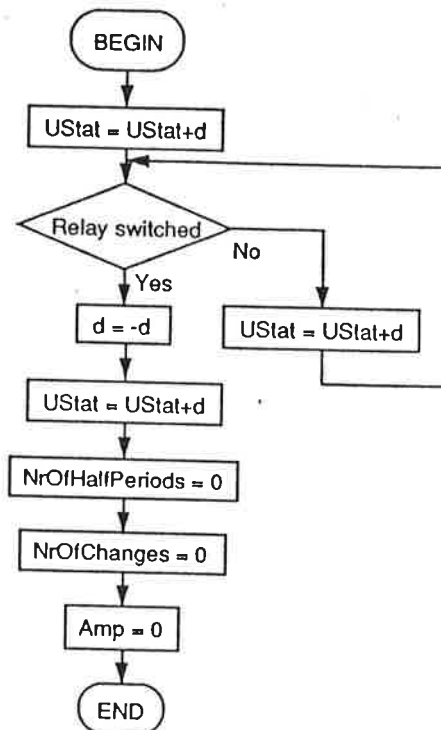 BEGIN
UStat = UStat+d
Relay switched
No
Yes
d = -d
UStat = UStat+d
UStat = UStat+d
NrOfHalfPeriods = 0
NrOfChanges = 0
Amp = 0
END